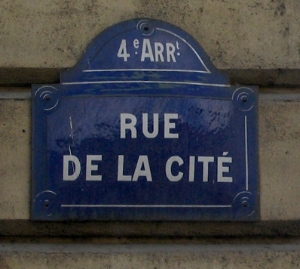 4e ARRt
RUE
DE LA CITÉ